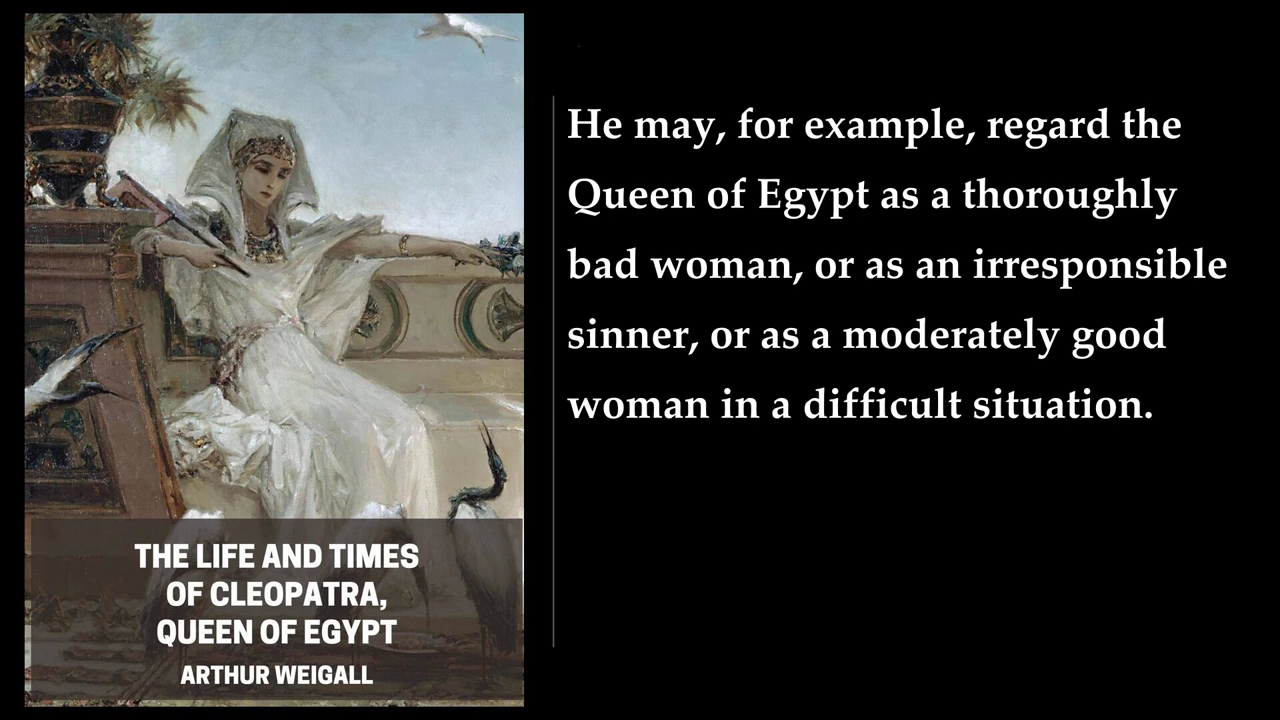 THE LIFE AND TIMES
OF CLEOPATRA,
QUEEN OF EGYPT
ARTHUR WEIGALL
He may, for example, regard the
Queen of Egypt as a thoroughly
bad woman, or as an irresponsible
sinner, or as a moderately good
woman in a difficult situation.